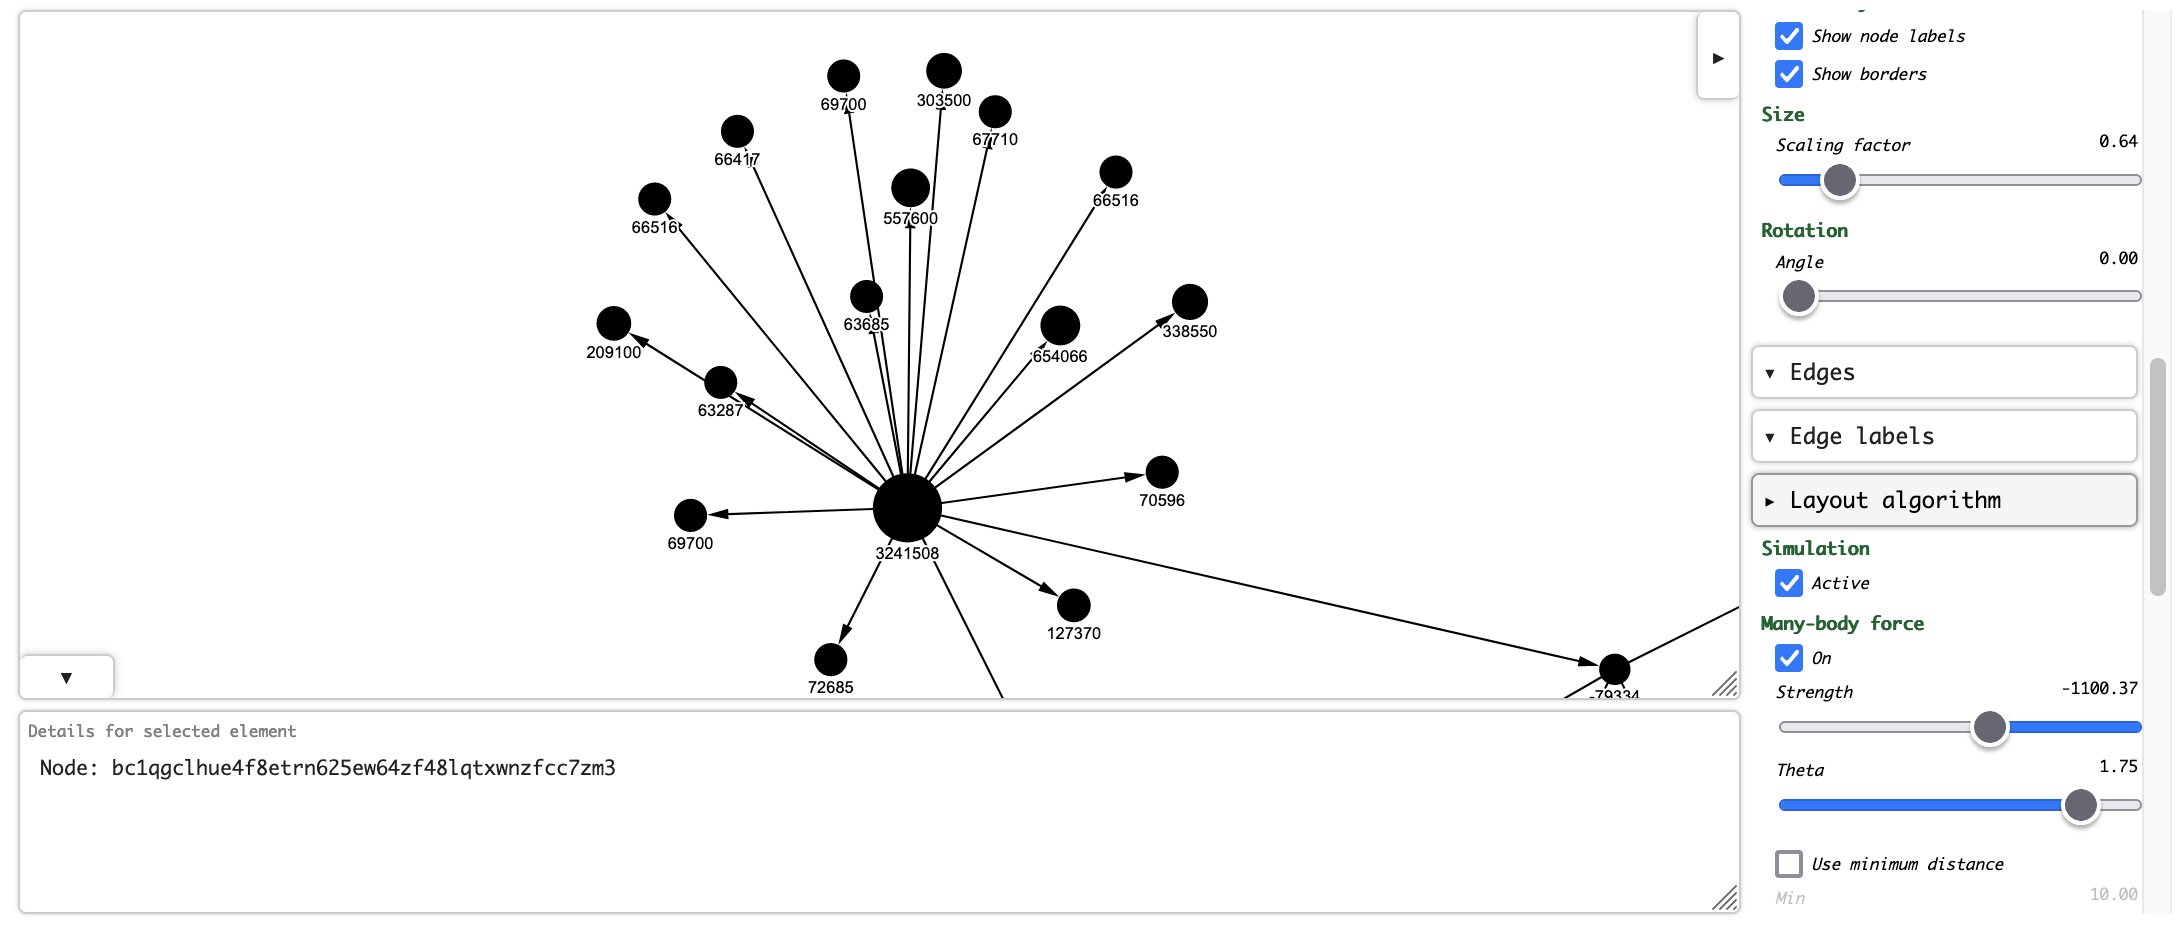 69700
303500
67710
66417
66516
557600
66516
63685
654066
338550
209100
63287
70596
69700
3241508
127370
72685
-79334
▶
▼
Show node labels
Show borders
Size
Scaling factor 0.64
Rotation
Angle 0.00
▼ Edges
▼ Edge labels
▶ Layout algorithm
Simulation
Active
Many-body force
On
Strength -1100.37
Theta 1.75
Use minimum distance
Min 10.00
Details for selected element
Node: bc1qgclhue4f8etrn625ew64zf48lqtxwnzfcc7zm3